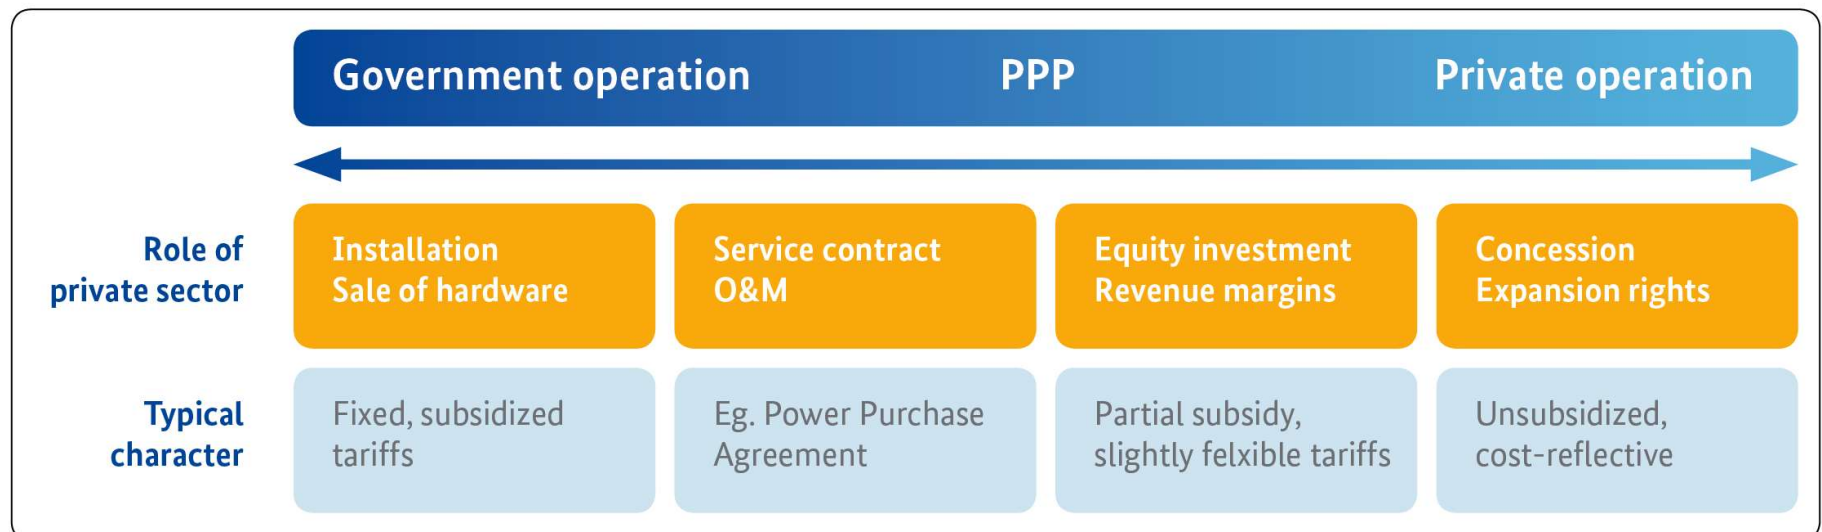 Government operation PPP Private operation
Role of
private sector
Installation
Sale of hardware
Service contract
O&M
Equity investment
Revenue margins
Concession
Expansion rights
Typical
character
Fixed, subsidized
tariffs
Eg. Power Purchase
Agreement
Partial subsidy,
slightly felxible tariffs
Unsubsidized,
cost-reflective